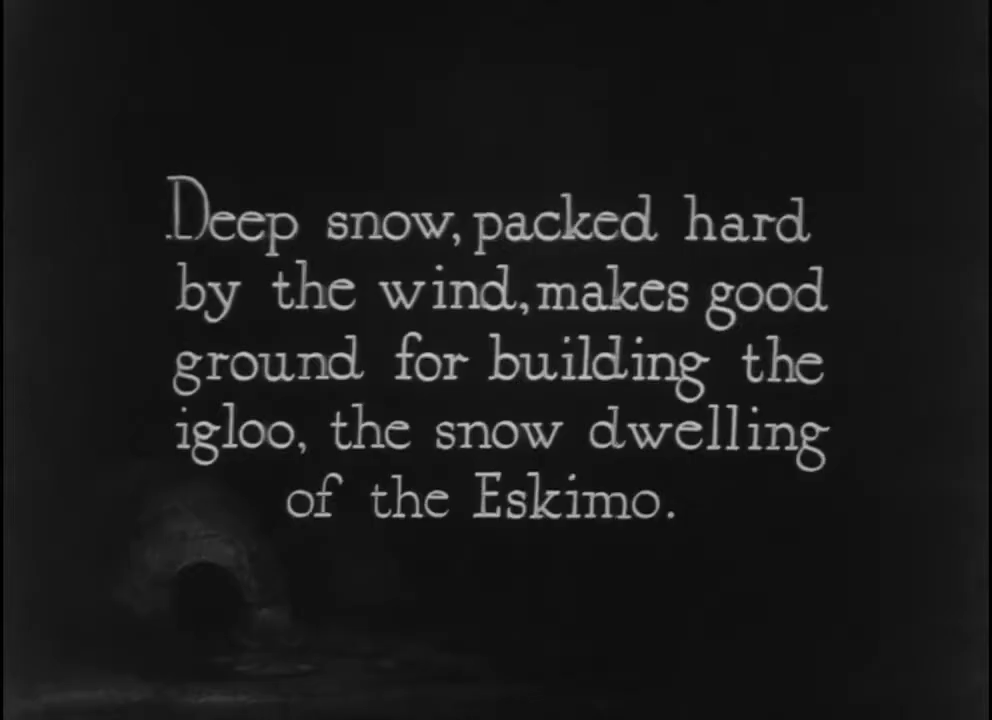 Deep snow, packed hard
by the wind, makes good
ground for building the
igloo, the snow dwelling
of the Eskimo.